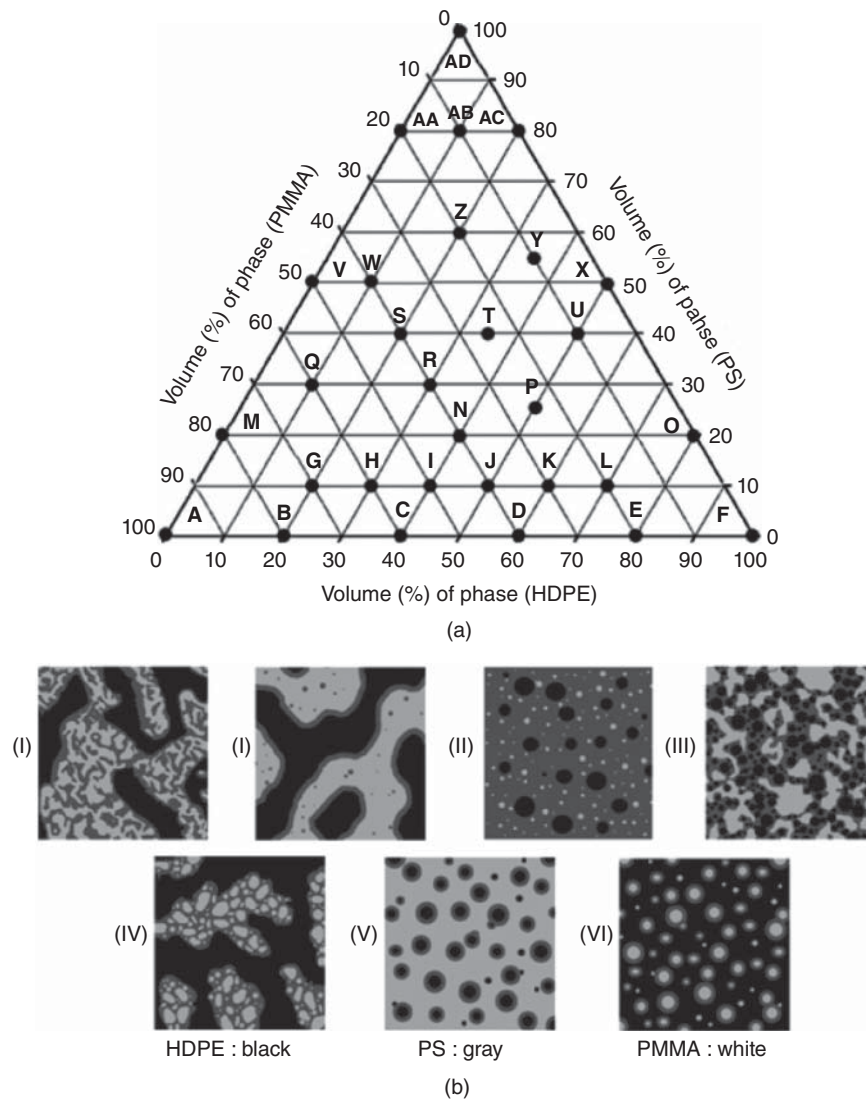 0
100
AD
10
90
20
AA
AB
AC
80
30
70
Volume (%) of phase (PMMA)
Volume (%) of pahse (PS)
40
Z
Y
60
50
V
W
X
50
60
S
T
U
40
70
Q
R
P
30
80
M
N
O
20
90
G
H
I
J
K
L
10
100
A
B
C
D
E
F
0
0 10 20 30 40 50 60 70 80 90 100
Volume (%) of phase (HDPE)
(a)
(I) (I) (II) (III)
(IV) (V) (VI)
HDPE : black PS : gray PMMA : white
(b)